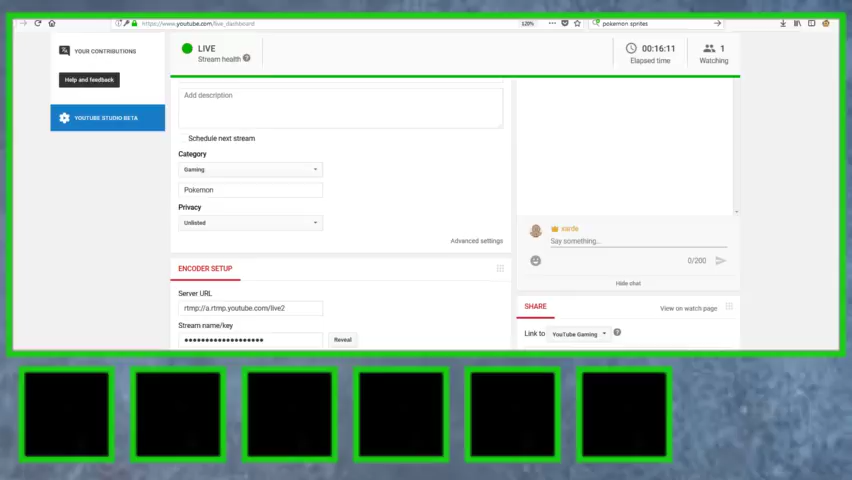 https://www.youtube.com/live_dashboard
120%
pokemon sprites
YOUR CONTRIBUTIONS
Help and feedback
YOUTUBE STUDIO BETA
LIVE
Stream health
00:16:11
Elapsed time
1
Watching
Add description
Schedule next stream
Category
Gaming
Pokemon
Privacy
Unlisted
Advanced settings
ENCODER SETUP
Server URL
rtmp://a.rtmp.youtube.com/live2
Stream name/key
Reveal
Say something...
0/200
Hide chat
SHARE
View on watch page
Link to
YouTube Gaming